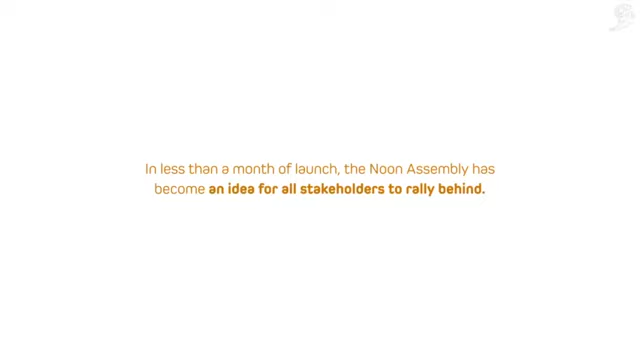 In less than a month of launch, the Noon Assembly has
become an idea for all stakeholders to rally behind.